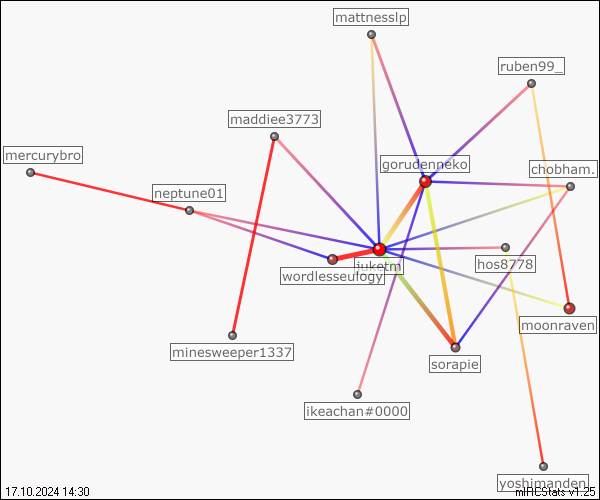 mattnesslp
ruben99_
maddiee3773
mercurybro
gorudenneko
chobham.
neptune01
juketm
hos8778
wordlesseulogy
moonraven
minesweeper1337
sorapie
ikeachan#0000
yoshimanden
17.10.2024 14:30
mIRCStats v1.25